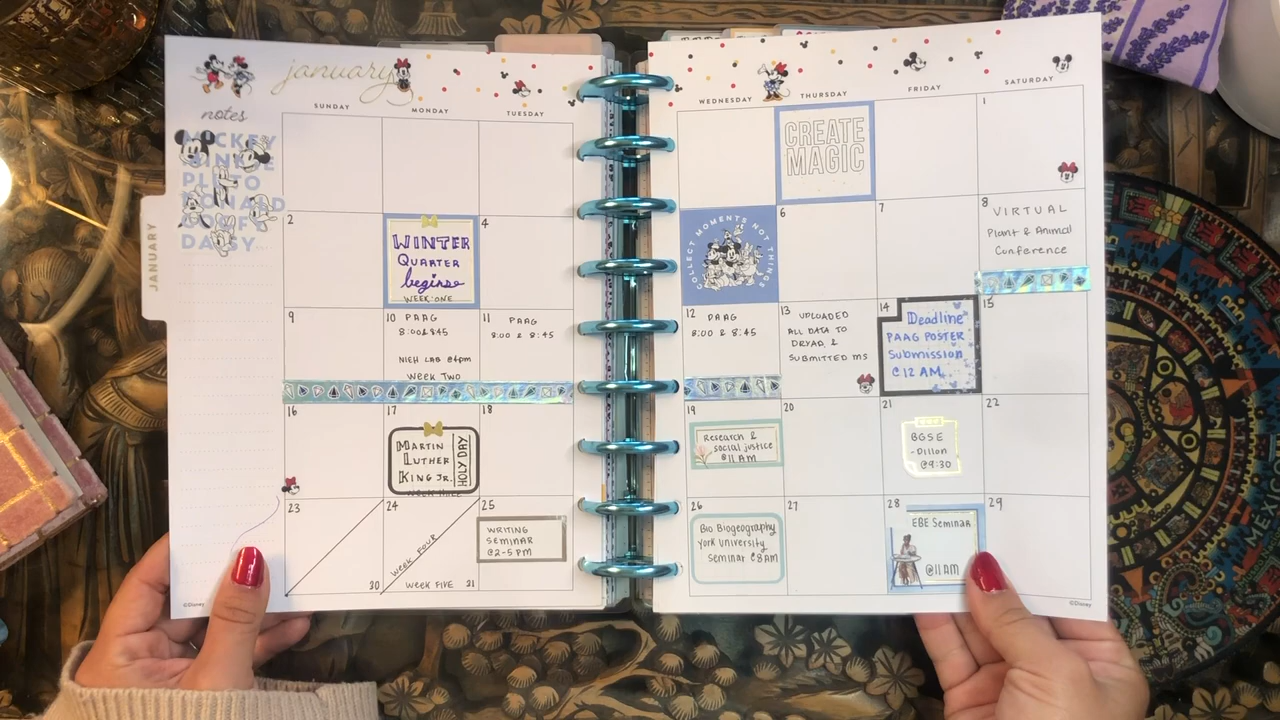 january
notes
MICKEY
MINNIE
PLUTO
DONALD
GOOFY
DAISY
JANUARY
SUNDAY
MONDAY
TUESDAY
WEDNESDAY
THURSDAY
FRIDAY
SATURDAY
CREATE
MAGIC
1
2
WINTER
QUARTER
begins
WEEK ONE
4
COLLECT MOMENTS NOT THINGS
6
7
8
VIRTUAL
Plant & Animal
Conference
9
10 PAAG
8:00 & 8:45
NIEH LAB @ 4pm
WEEK TWO
11 PAAG
8:00 & 8:45
12 PAAG
8:00 & 8:45
13 UPLOADED
ALL DATA TO
DRYAD, &
SUBMITTED MS
14
Deadline
PAAG POSTER
Submission
@ 12 AM
15
16
17
MARTIN
LUTHER
KING JR.
HOLY DAY
18
19
Research &
social justice
@ 11 AM
20
21
BGSE
-Dillon
@9:30
22
23
30
24
WEEK FOUR
WEEK FIVE 31
25
WRITING
SEMINAR
@2-5 PM
26
Bio Biogeography
York University
Seminar @ 8AM
27
28
EBE Seminar
@ 11 AM
29
©Disney
©Disney
MEXICO